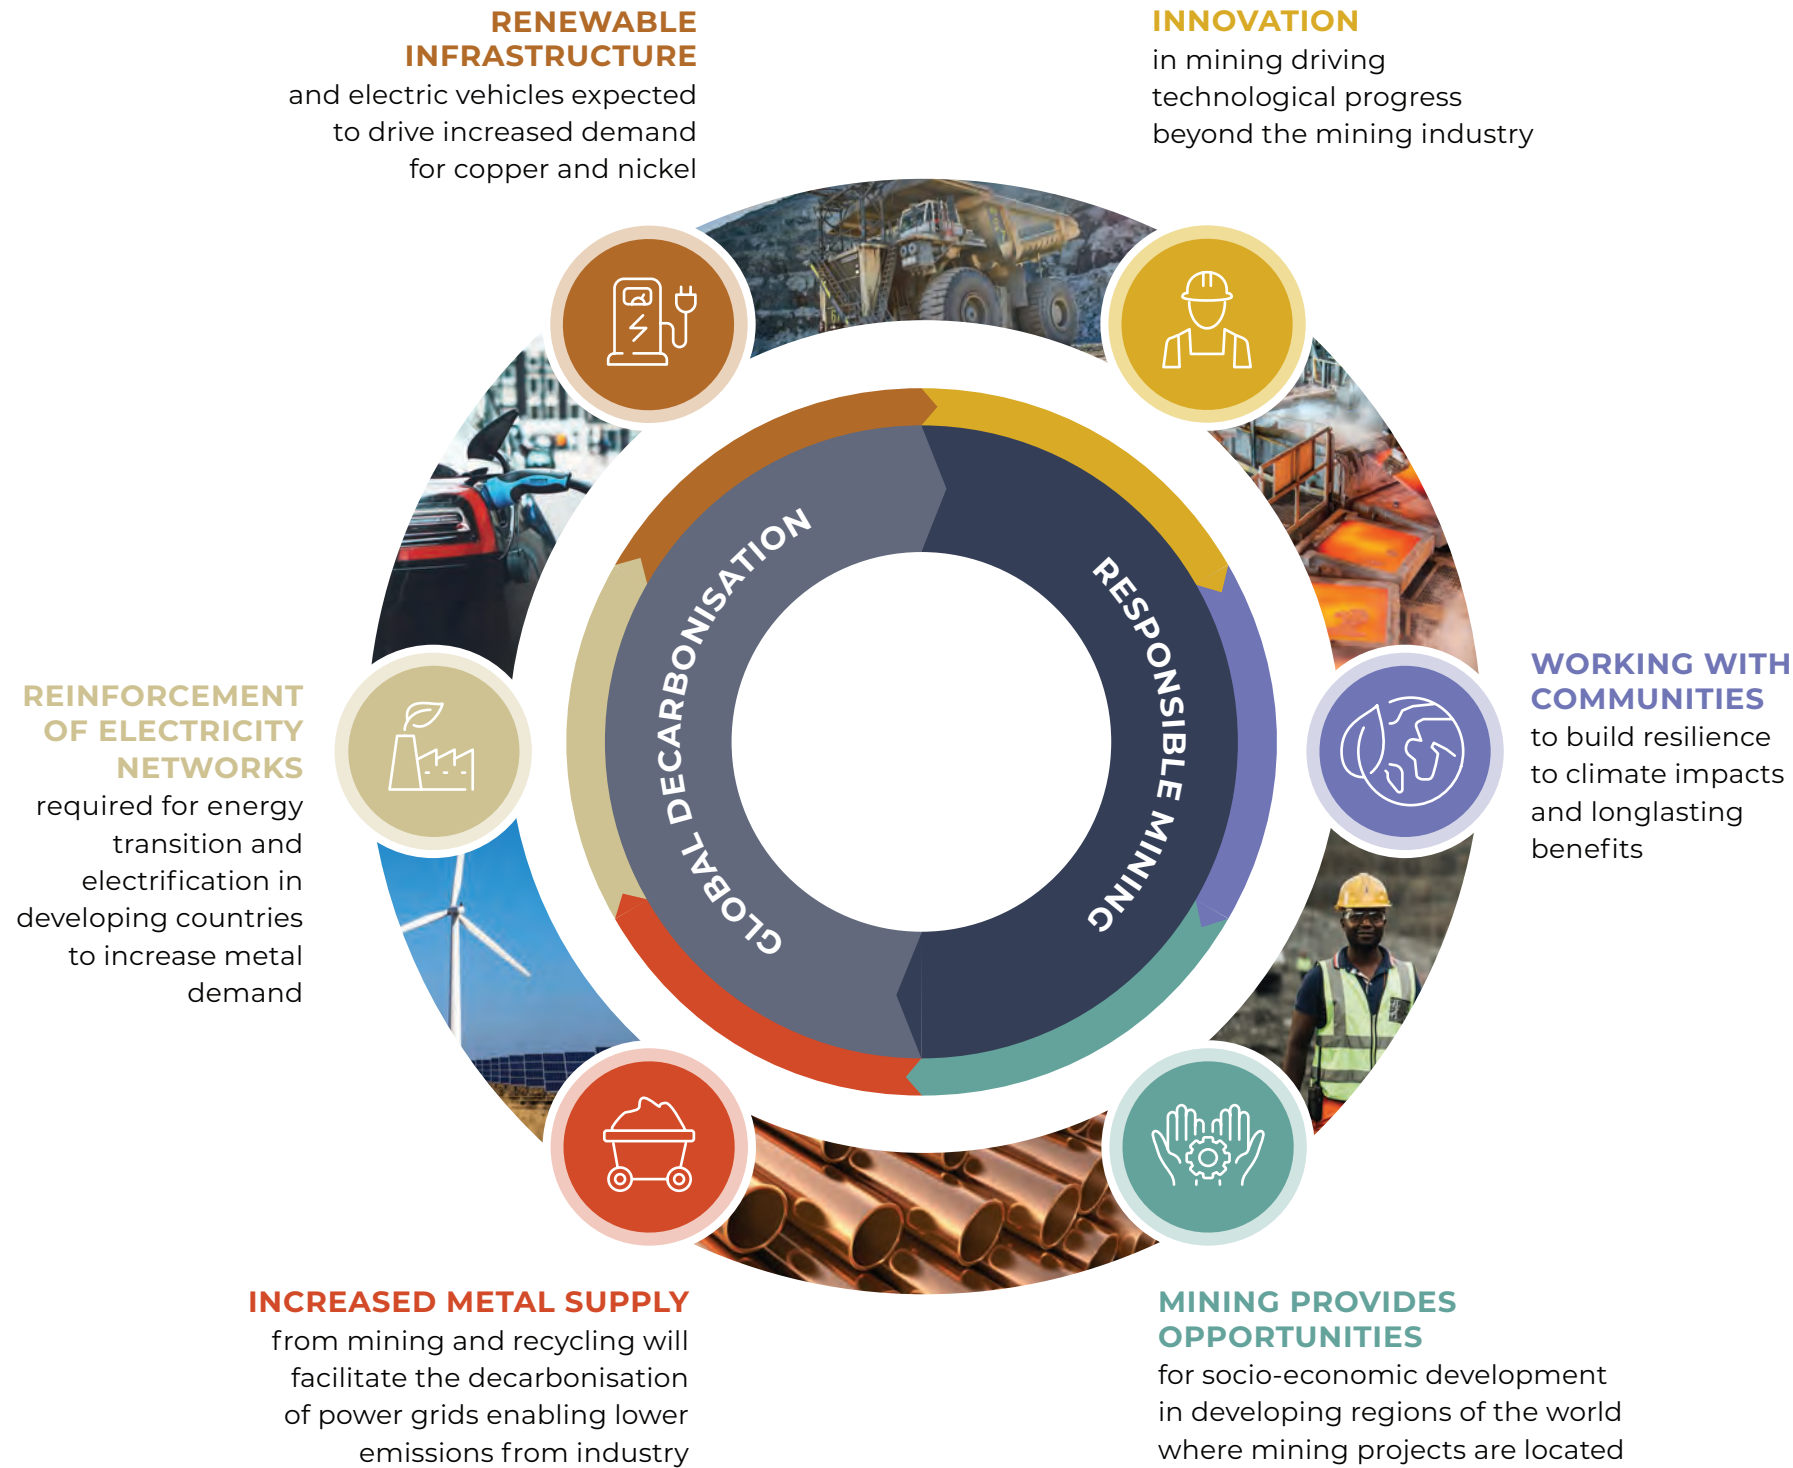 RENEWABLE
INFRASTRUCTURE
and electric vehicles expected
to drive increased demand
for copper and nickel
INNOVATION
in mining driving
technological progress
beyond the mining industry
GLOBAL DECARBONISATION
RESPONSIBLE MINING
REINFORCEMENT
OF ELECTRICITY
NETWORKS
required for energy
transition and
electrification in
developing countries
to increase metal
demand
WORKING WITH
COMMUNITIES
to build resilience
to climate impacts
and longlasting
benefits
INCREASED METAL SUPPLY
from mining and recycling will
facilitate the decarbonisation
of power grids enabling lower
emissions from industry
MINING PROVIDES
OPPORTUNITIES
for socio-economic development
in developing regions of the world
where mining projects are located